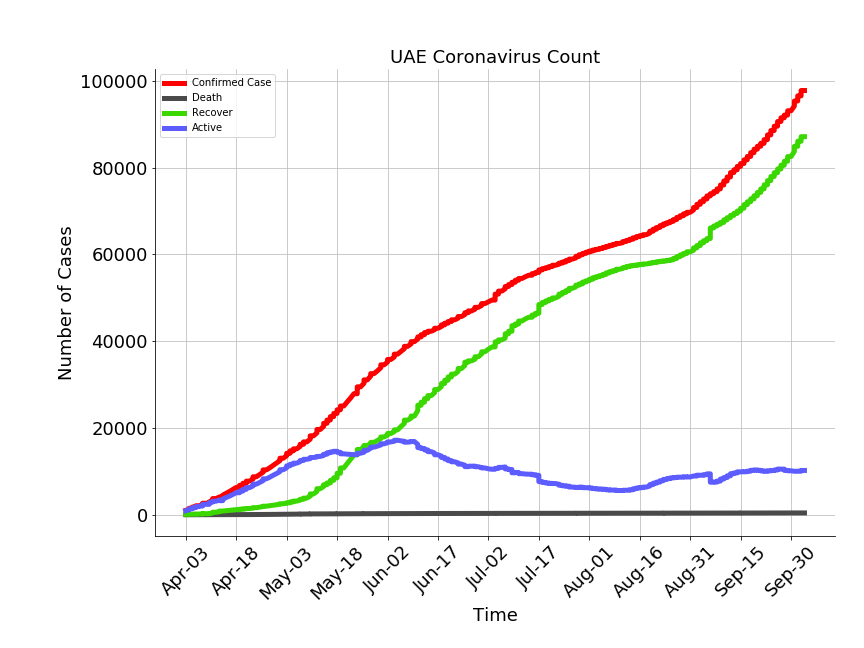 UAE Coronavirus Count
Confirmed Case
Death
Recover
Active
Number of Cases
100000
80000
60000
40000
20000
0
Apr-03
Apr-18
May-03
May-18
Jun-02
Jun-17
Jul-02
Jul-17
Aug-01
Aug-16
Aug-31
Sep-15
Sep-30
Time